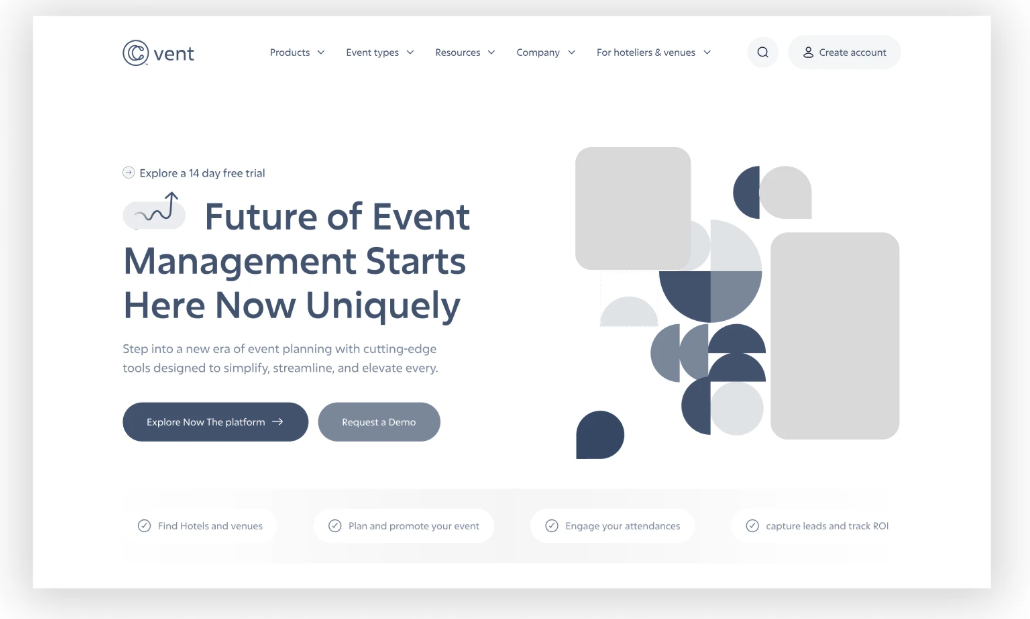 Cvent
Products Event types Resources Company For hoteliers & venues Create account
Explore a 14 day free trial
Future of Event
Management Starts
Here Now Uniquely
Step into a new era of event planning with cutting-edge
tools designed to simplify, streamline, and elevate every.
Explore Now The platform Request a Demo
Find Hotels and venues Plan and promote your event Engage your attendances capture leads and track ROI